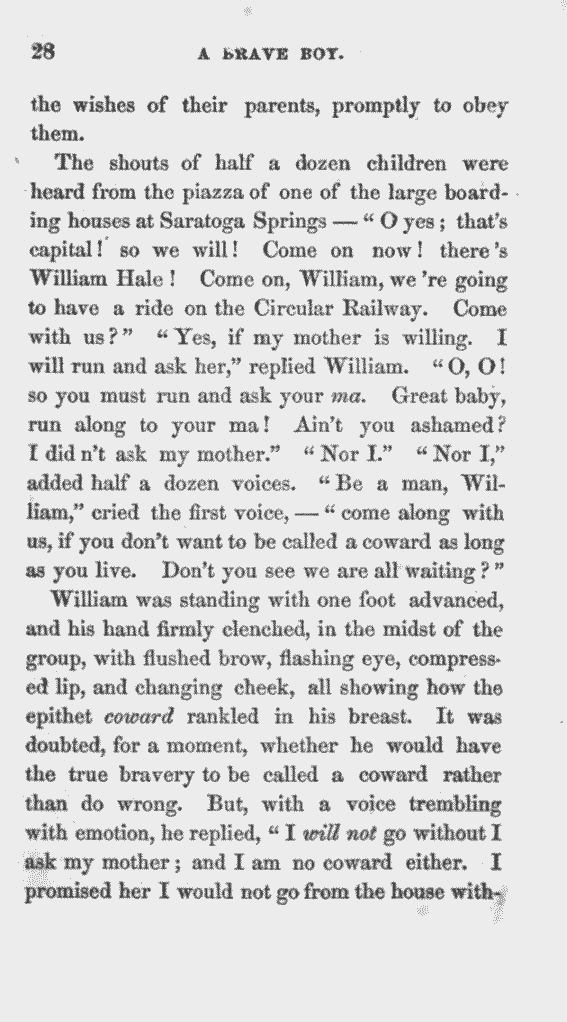 28 A BRAVE BOY.
the wishes of their parents, promptly to obey
them.
The shouts of half a dozen children were
heard from the piazza of one of the large board-
ing houses at Saratoga Springs — “ O yes ; that's
capital ! so we will ! Come on now ! there 's
William Hale ! Come on, William, we 're going
to have a ride on the Circular Railway. Come
with us ? ” “ Yes, if my mother is willing. I
will run and ask her,” replied William. “ O, O !
so you must run and ask your ma. Great baby,
run along to your ma ! Ain't you ashamed ?
I did n't ask my mother.” “ Nor I.” “ Nor I,”
added half a dozen voices. “ Be a man, Wil-
liam,” cried the first voice, — “ come along with
us, if you don't want to be called a coward as long
as you live. Don't you see we are all waiting ? ”
William was standing with one foot advanced,
and his hand firmly clenched, in the midst of the
group, with flushed brow, flashing eye, compress-
ed lip, and changing cheek, all showing how the
epithet coward rankled in his breast. It was
doubted, for a moment, whether he would have
the true bravery to be called a coward rather
than do wrong. But, with a voice trembling
with emotion, he replied, “ I will not go without I
ask my mother ; and I am no coward either. I
promised her I would not go from the house with-